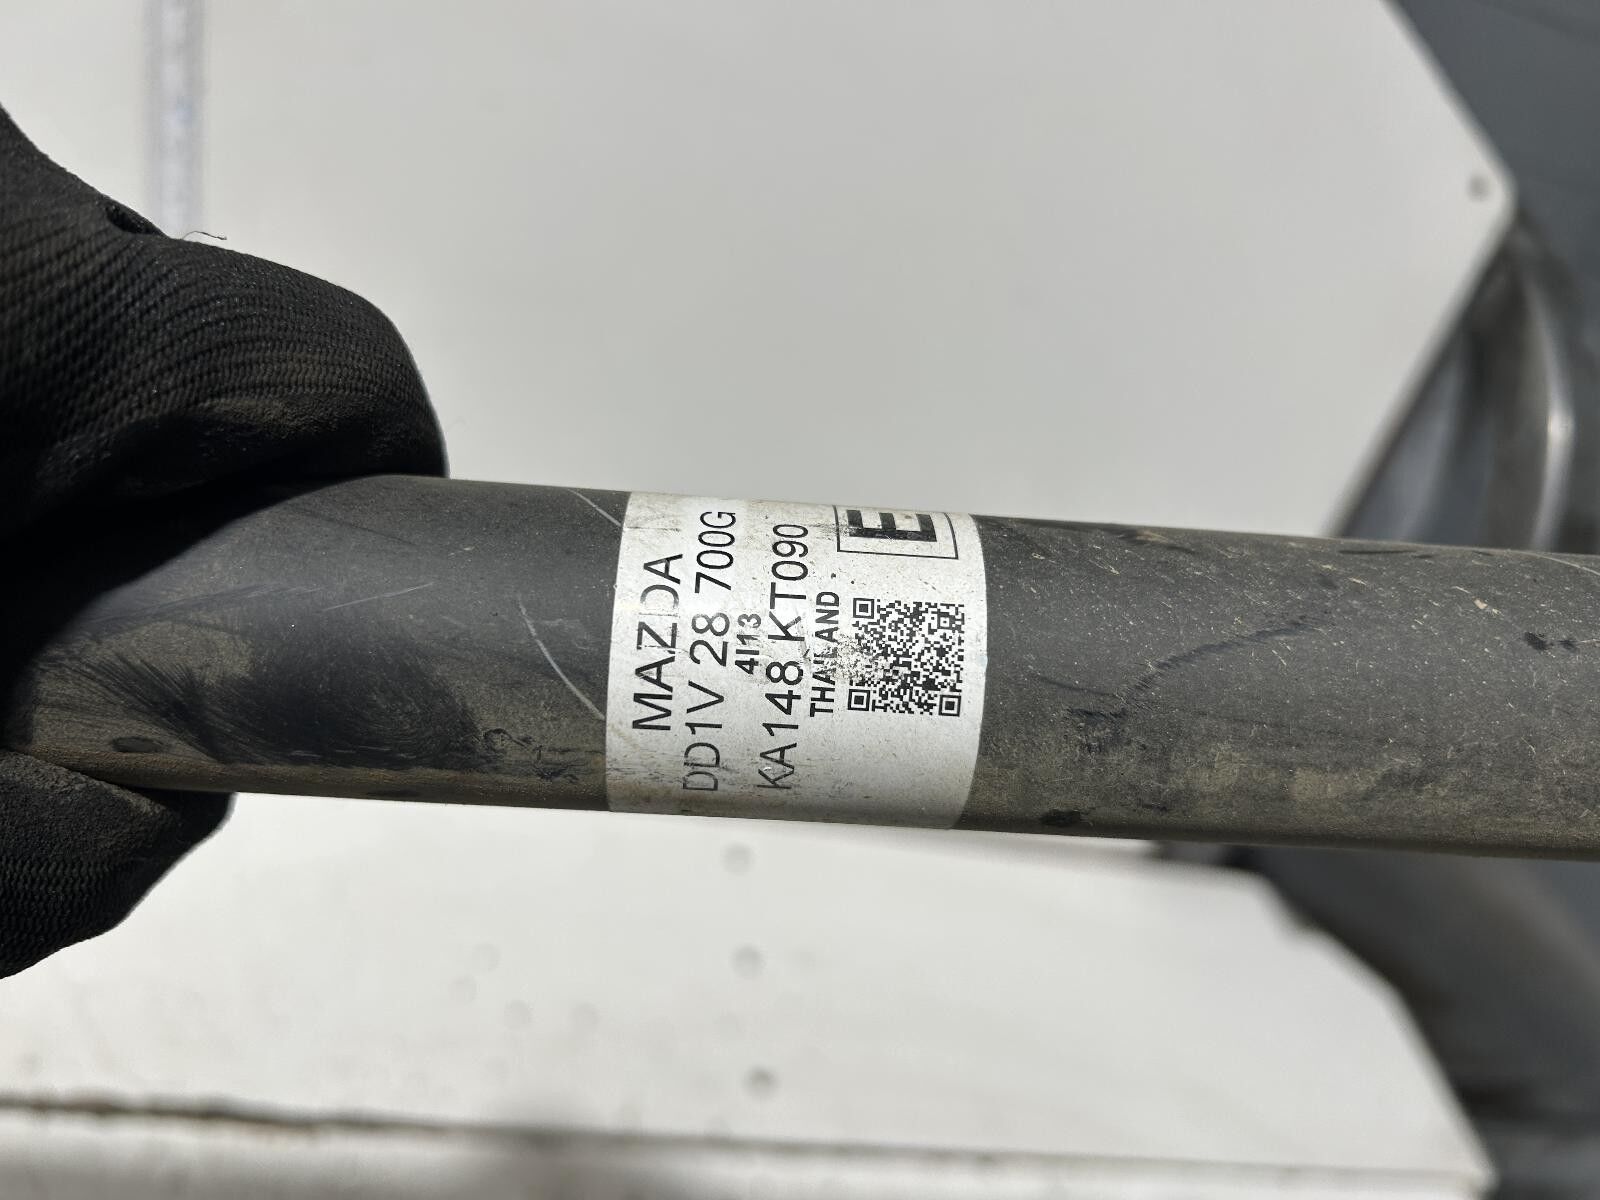 MAZDA
DD1V 28 700G
4I13
KA148 KT090
THAILAND
E